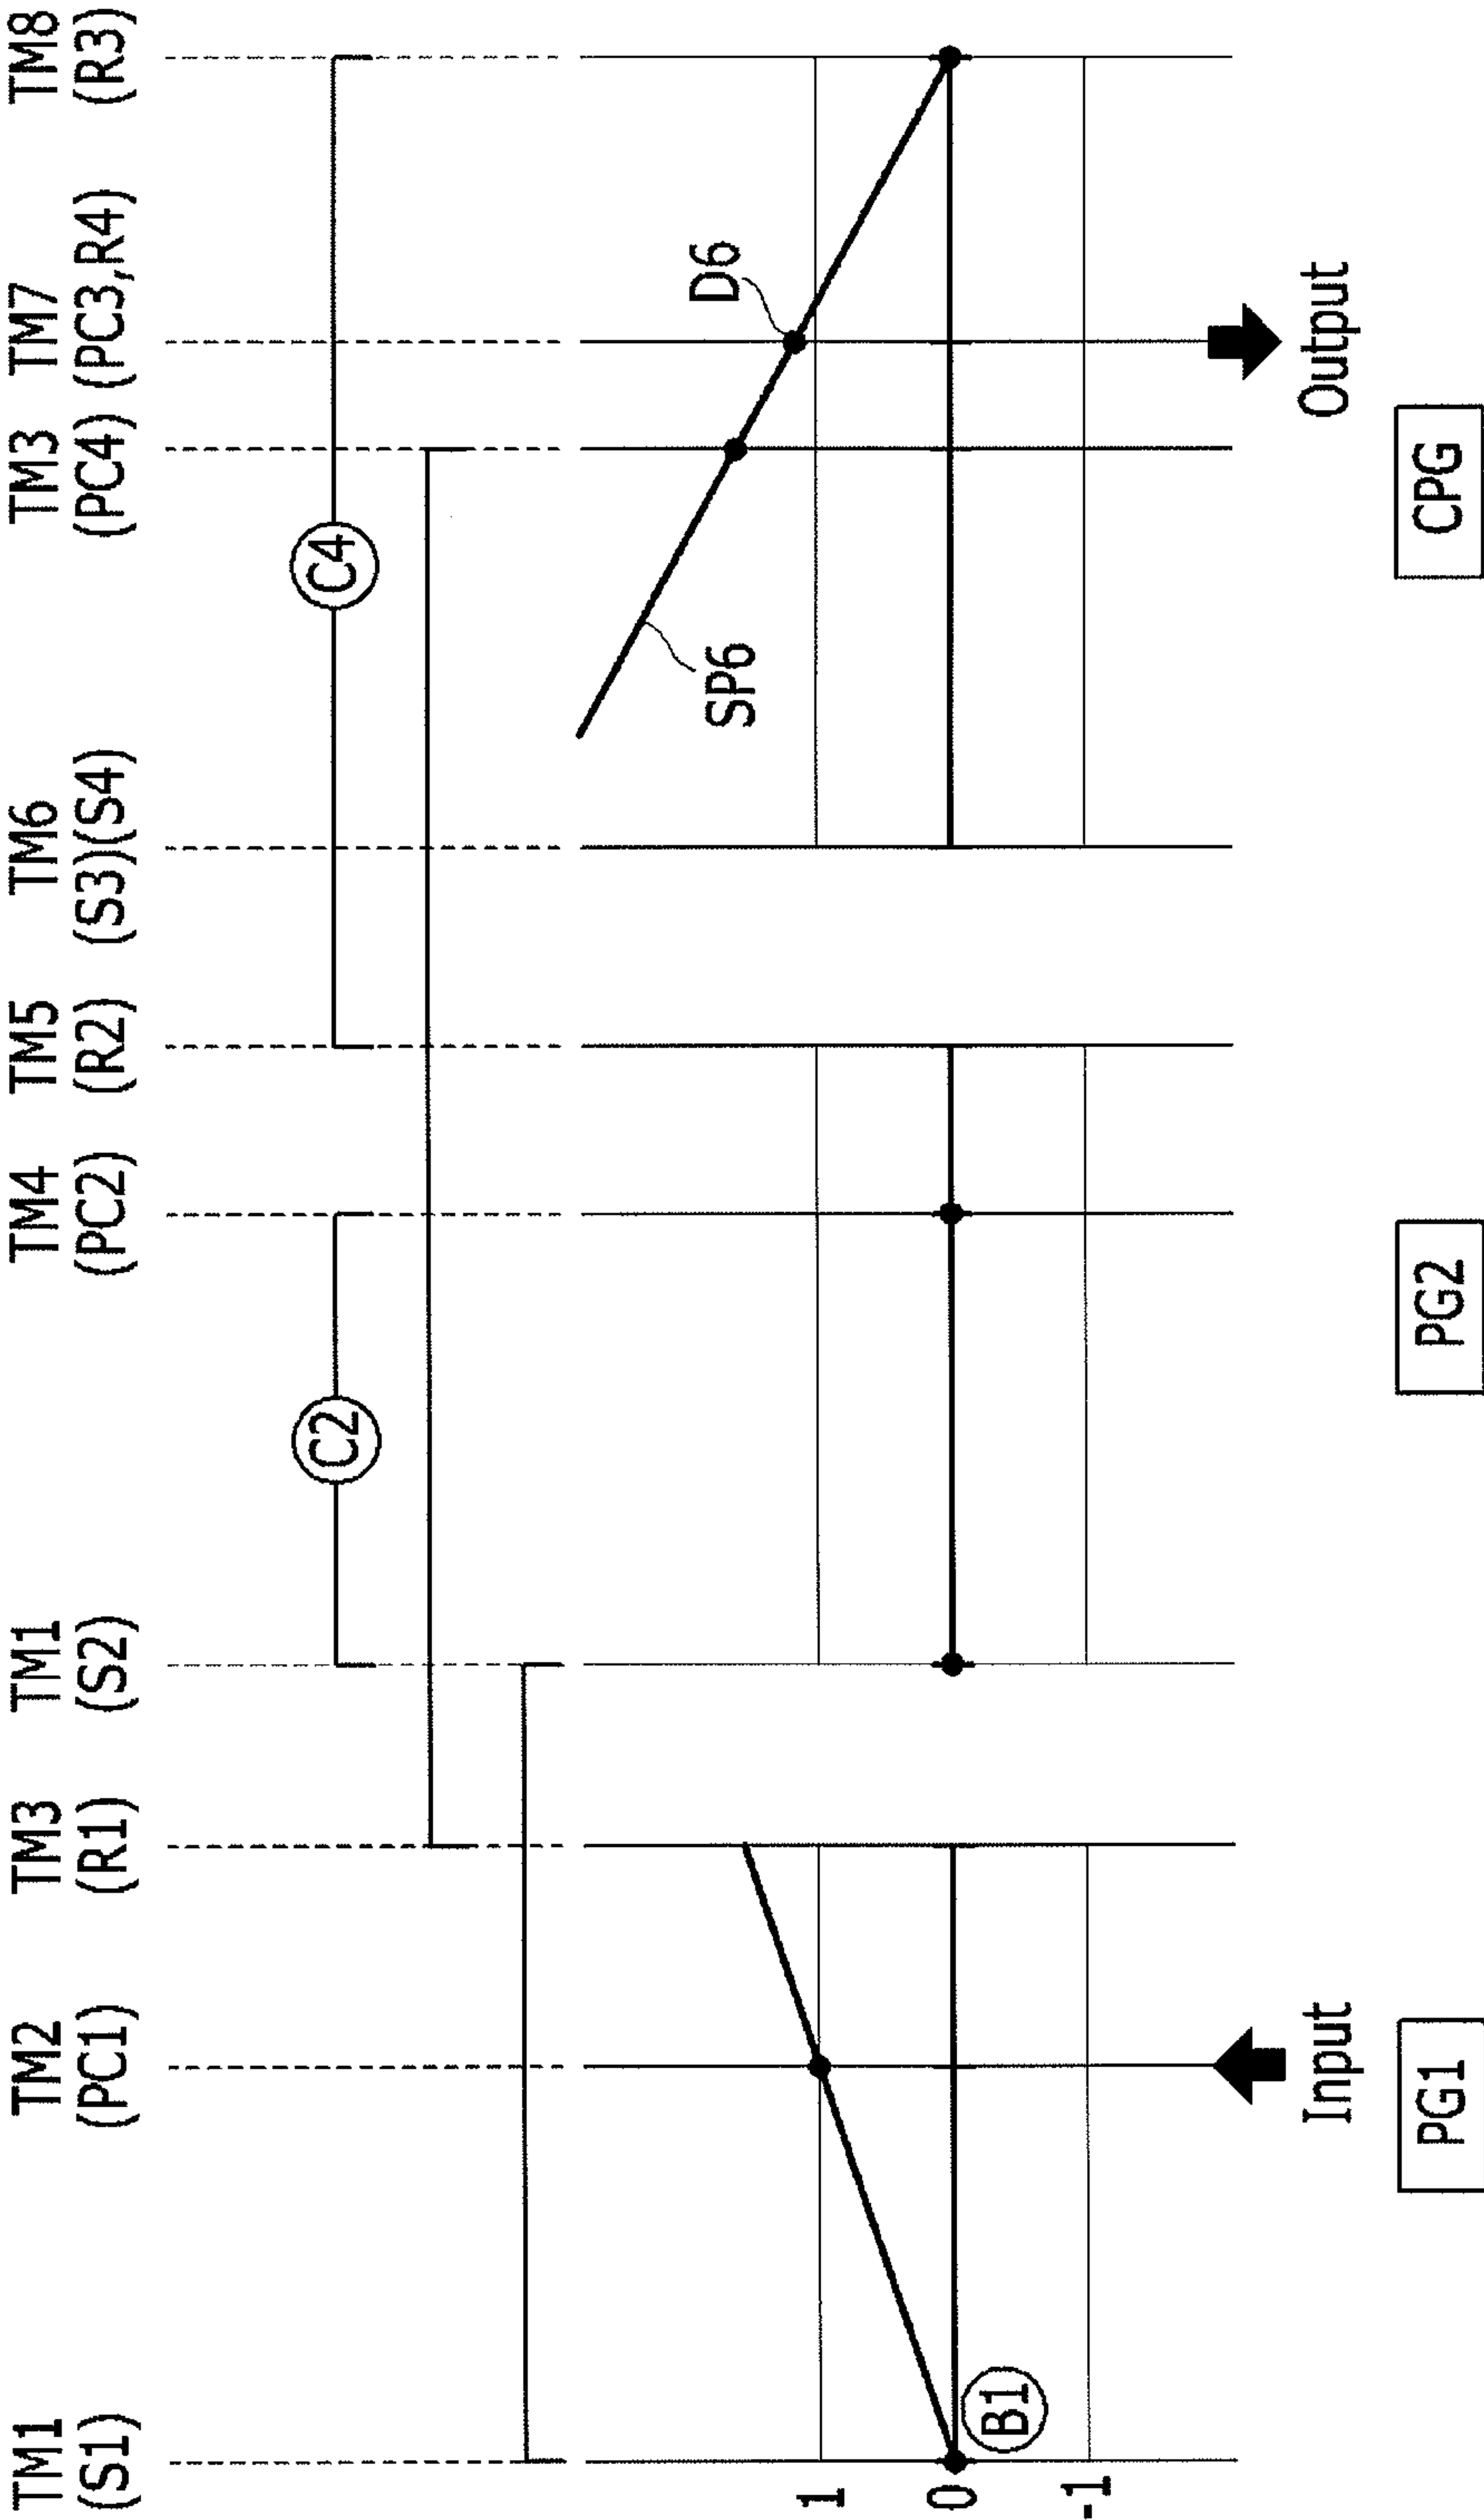 TM1 TM2 TM3 TM1 TM4 TM5 TM6 TM3 TM7 TM8
(S1) (PC1) (R1) (S2) (PC2) (R2) (S3)(S4) (PC4) (PC3,R4) (R3)
C2 C4
D6
SP6
1
0
B1
-1
Input Output
PG1 PG2 CPG